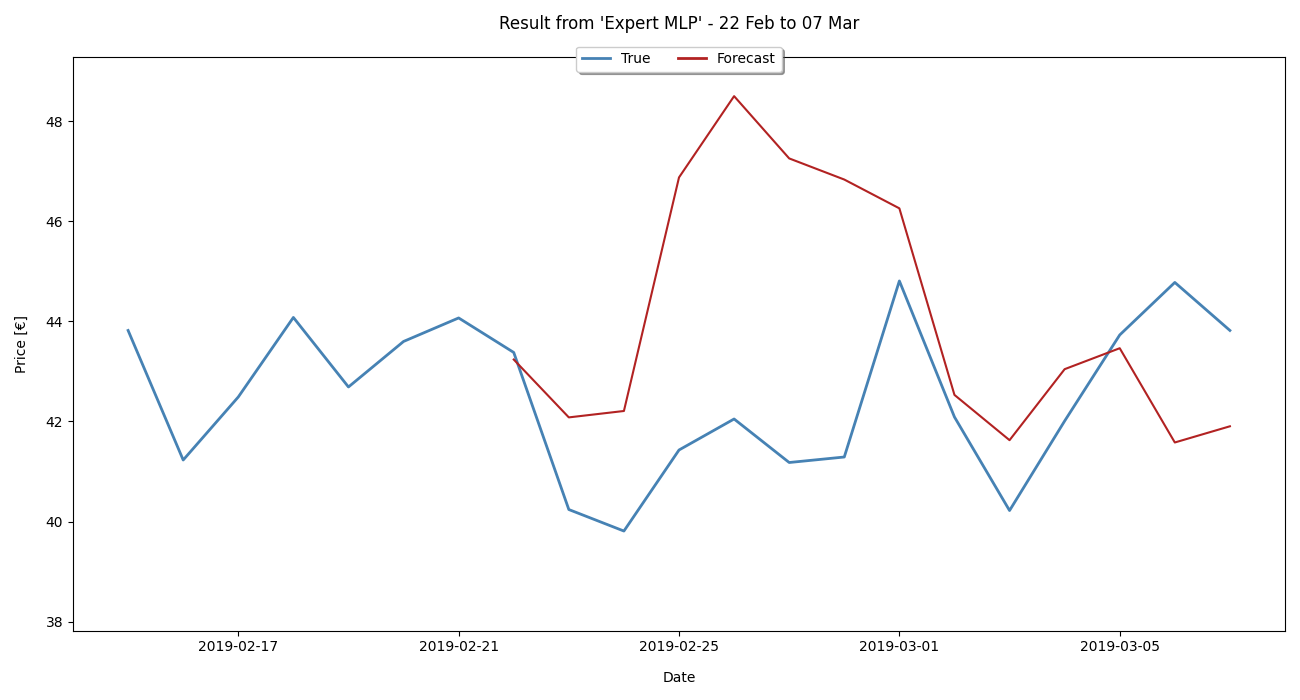 Result from 'Expert MLP' - 22 Feb to 07 Mar
True Forecast
Price [€]
48
46
44
42
40
38
2019-02-17 2019-02-21 2019-02-25 2019-03-01 2019-03-05
Date